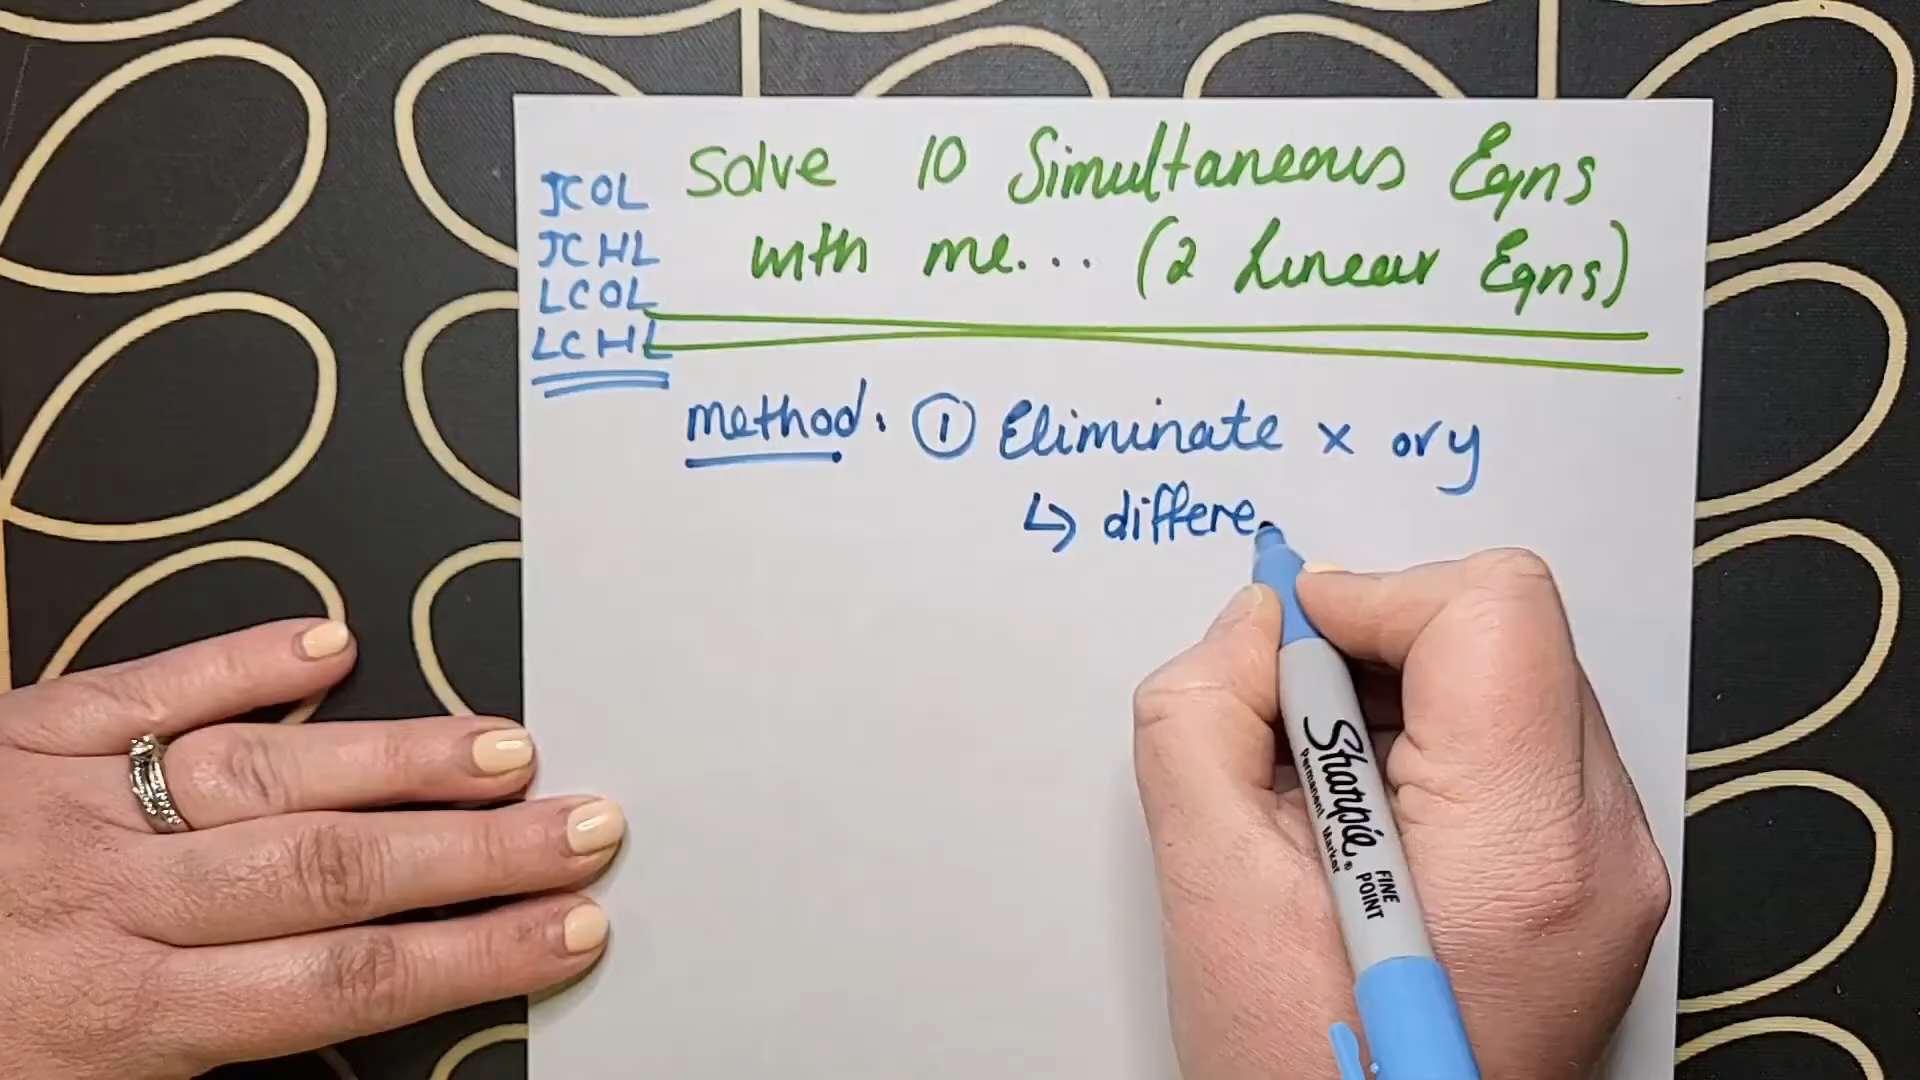 JCOL
JCHL
LCOL
LCHL
Solve 10 Simultaneous Eqns
with me... (2 Linear Eqns)
method: ① Eliminate x or y
↳ differe
Sharpie®
Permanent Marker
FINE
POINT